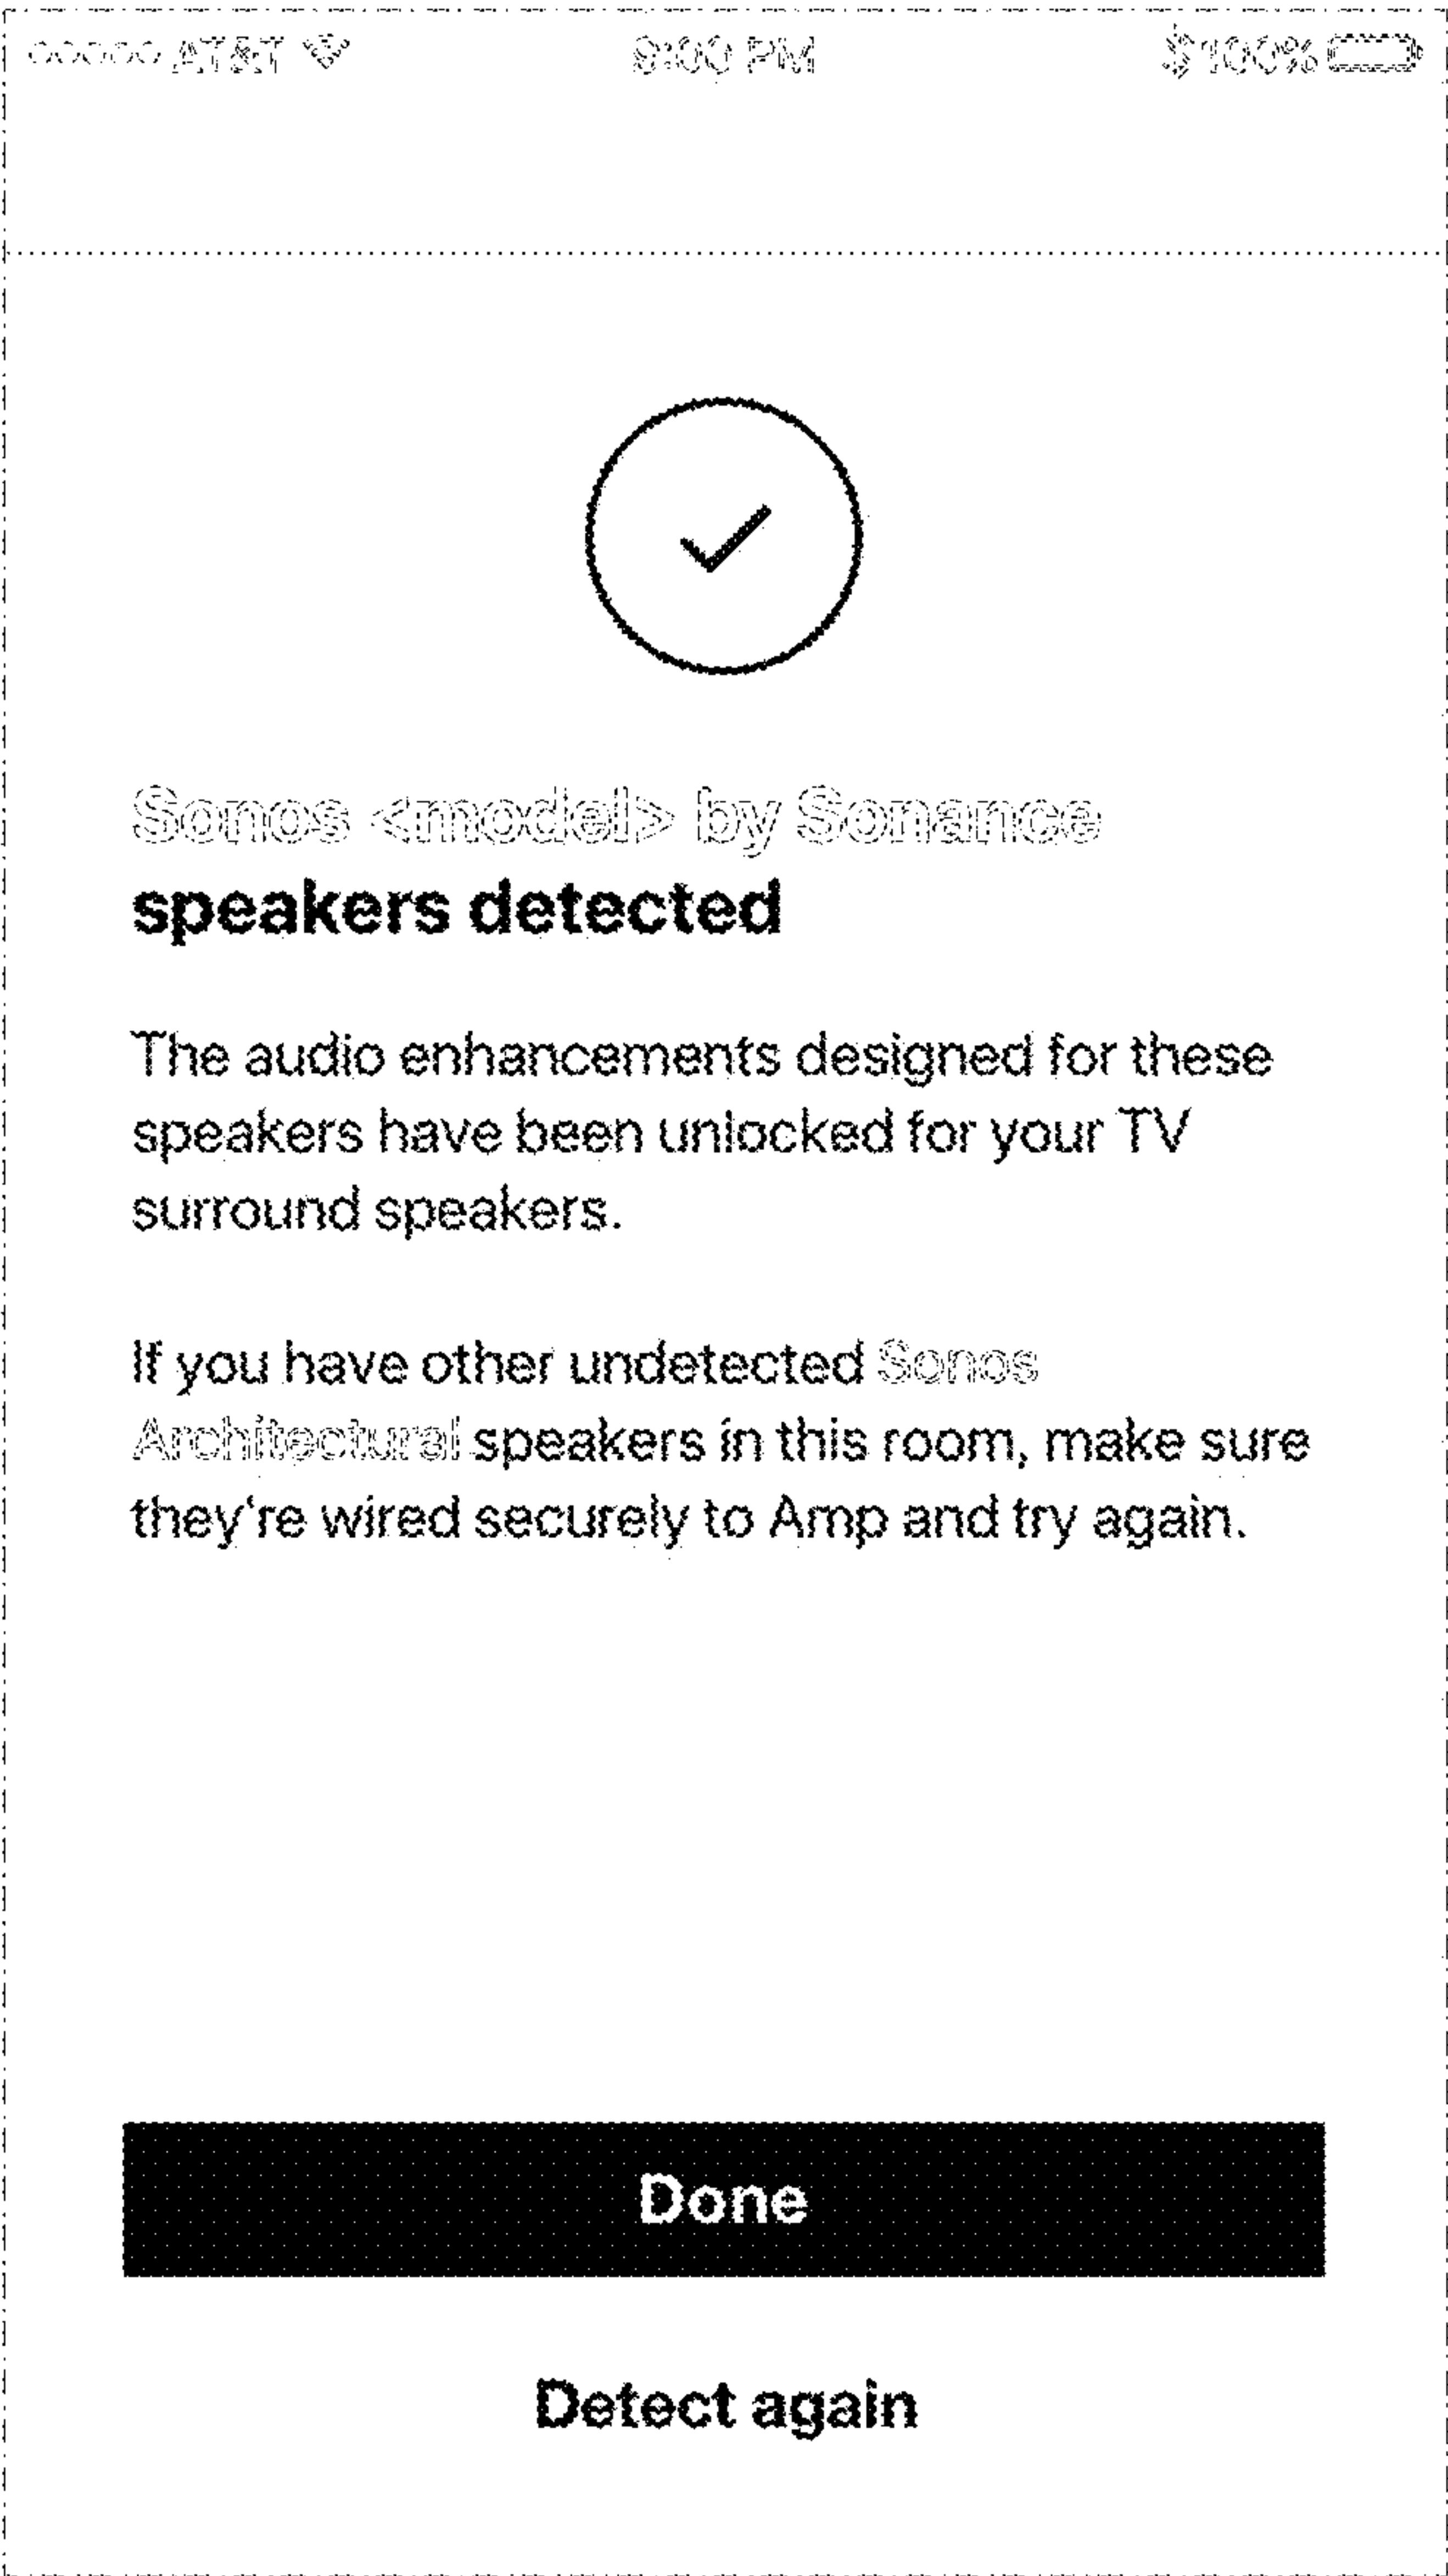 AT&T 9:00 PM 100%
Sonos <model> by Sonance
speakers detected
The audio enhancements designed for these
speakers have been unlocked for your TV
surround speakers.
If you have other undetected Sonos
Architectural speakers in this room, make sure
they're wired securely to Amp and try again.
Done
Detect again